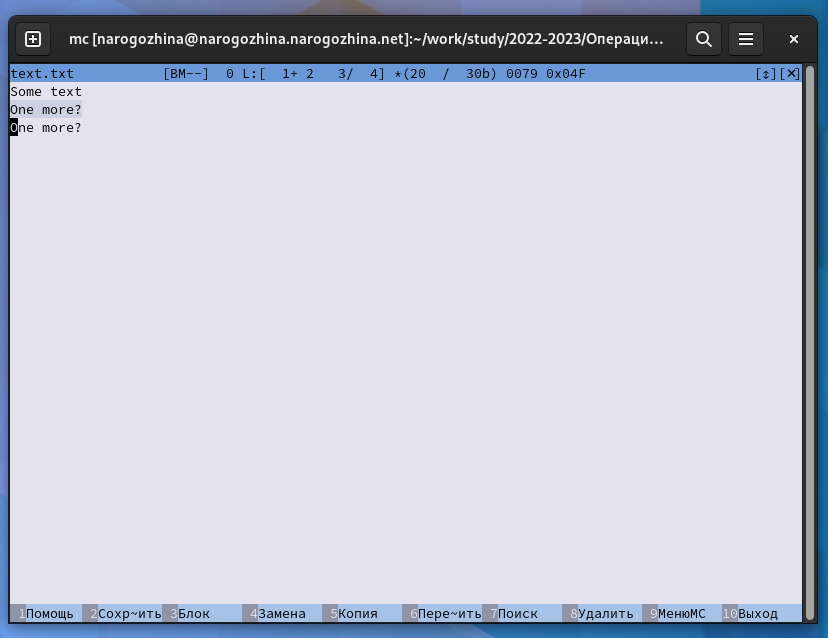 mc [narogozhina@narogozhina.narogozhina.net]:~/work/study/2022-2023/Операци…
text.txt [BM--] 0 L:[ 1+ 2 3/ 4] *(20 / 30b) 0079 0x04F [↕][X]
Some text
One more?
One more?
1Помощь 2Сохр~ить 3Блок 4Замена 5Копия 6Пере~ить 7Поиск 8Удалить 9МенюMC 10Выход